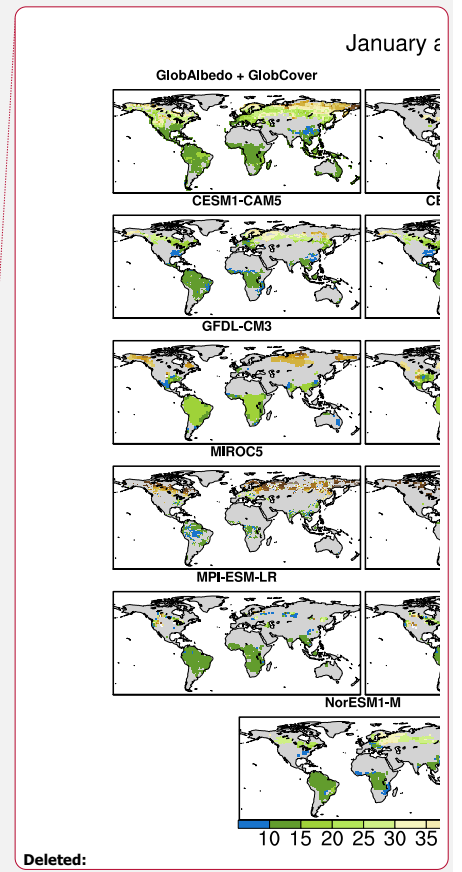 January a
GlobAlbedo + GlobCover
CESM1-CAM5
CE
GFDL-CM3
MIROC5
MPI-ESM-LR
NorESM1-M
10 15 20 25 30 35
Deleted: